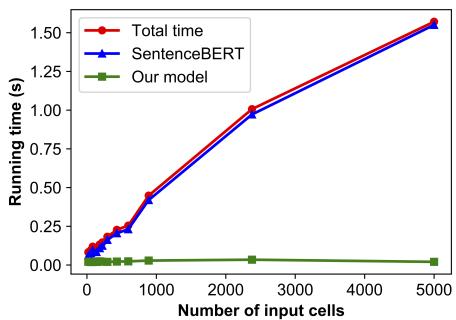 Total time
SentenceBERT
Our model
Running time (s)
1.50
1.25
1.00
0.75
0.50
0.25
0.00
0 1000 2000 3000 4000 5000
Number of input cells